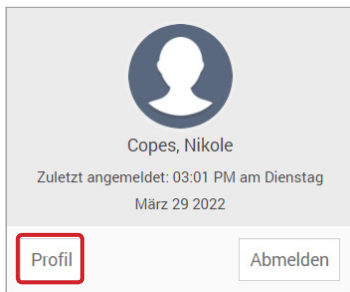 Copes, Nikole
Zuletzt angemeldet: 03:01 PM am Dienstag
März 29 2022
Profil
Abmelden